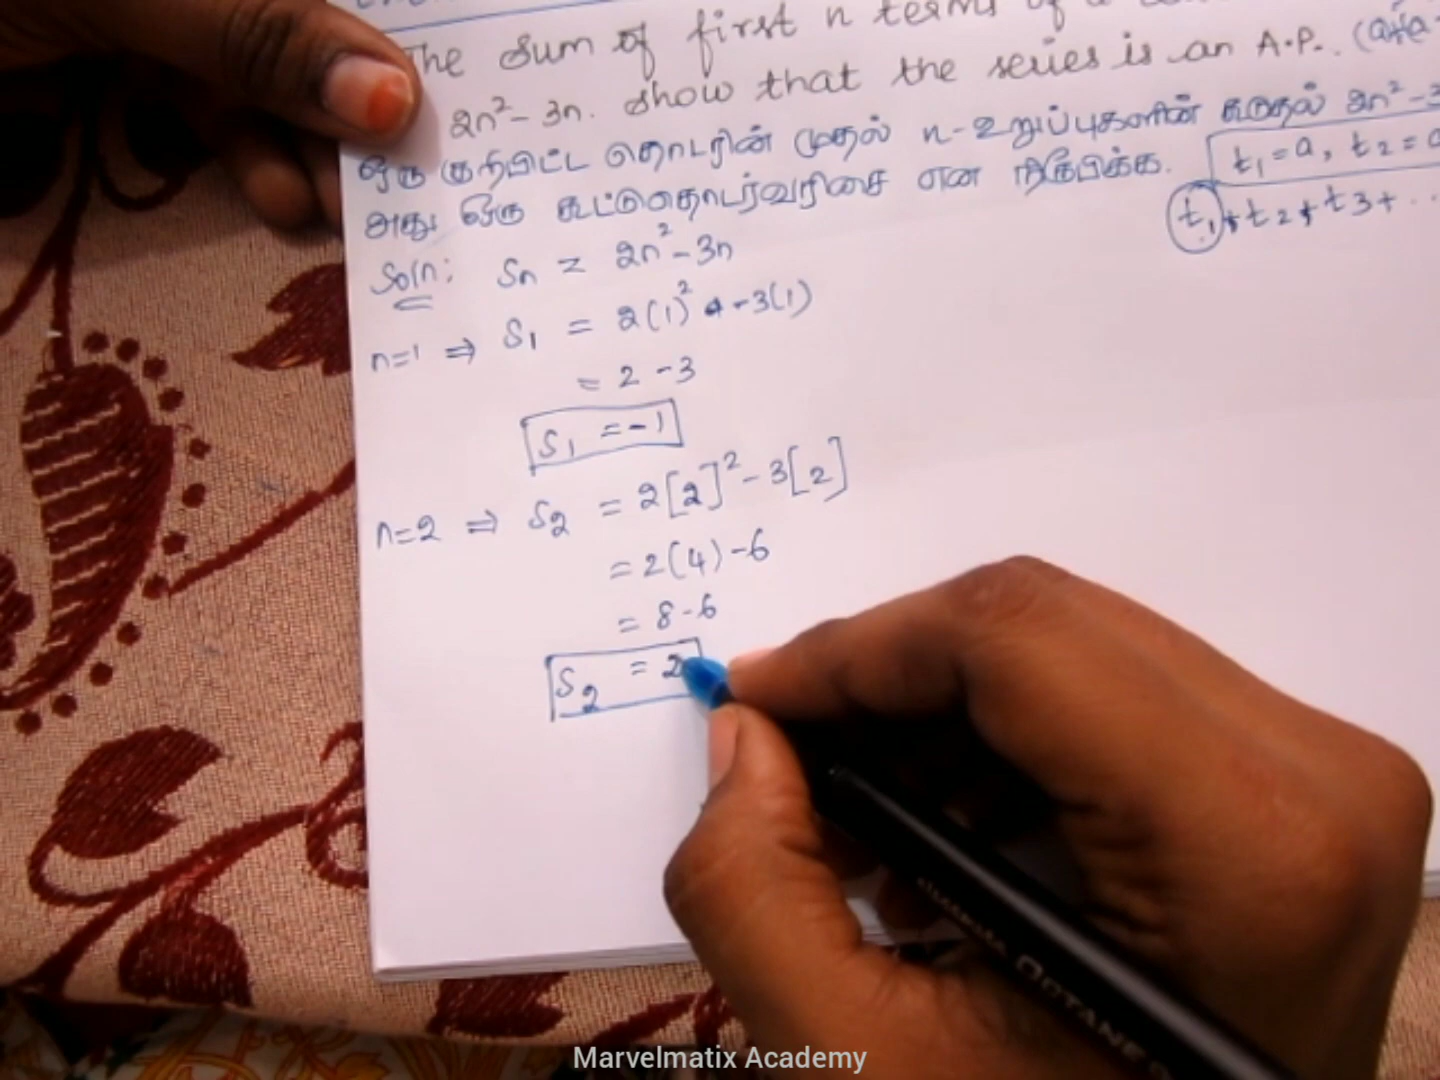 The Sum of first n terms of a
2n²-3n. Show that the series is an A.P. (a+a
ஒரு குறிப்பிட்ட தொடரின் முதல் n-உறுப்புகளின் கூடுதல் 2n²-3
அது ஒரு கூட்டுதொடர்வரிசை என நிரூபிக்க.
t₁=a, t₂=a
t₁+t₂+t₃+...
Soln: Sn = 2n²-3n
n=1 ⇒ S₁ = 2(1)² -3(1)
= 2-3
S₁ = -1
n=2 ⇒ S₂ = 2[2]²-3[2]
= 2(4)-6
= 8-6
S₂ = 2
OCTANE
Marvelmatix Academy